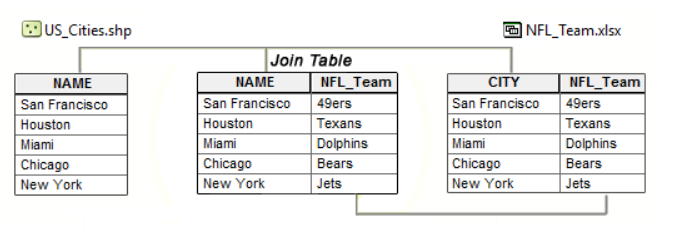 US_Cities.shp
NFL_Team.xlsx
Join Table
NAME
San Francisco
Houston
Miami
Chicago
New York
NAME NFL_Team
San Francisco 49ers
Houston Texans
Miami Dolphins
Chicago Bears
New York Jets
CITY NFL_Team
San Francisco 49ers
Houston Texans
Miami Dolphins
Chicago Bears
New York Jets